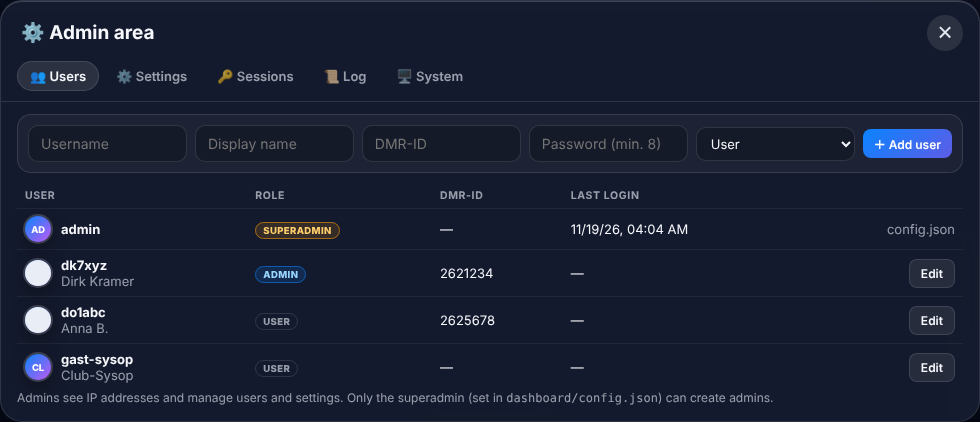 ⚙️ Admin area
✕
👥 Users ⚙️ Settings 🔑 Sessions 📜 Log 🖥️ System
Username Display name DMR-ID Password (min. 8) User + Add user
USER ROLE DMR-ID LAST LOGIN
AD admin SUPERADMIN — 11/19/26, 04:04 AM config.json
dk7xyz
Dirk Kramer ADMIN 2621234 — Edit
do1abc
Anna B. USER 2625678 — Edit
CL gast-sysop
Club-Sysop USER — — Edit
Admins see IP addresses and manage users and settings. Only the superadmin (set in dashboard/config.json) can create admins.